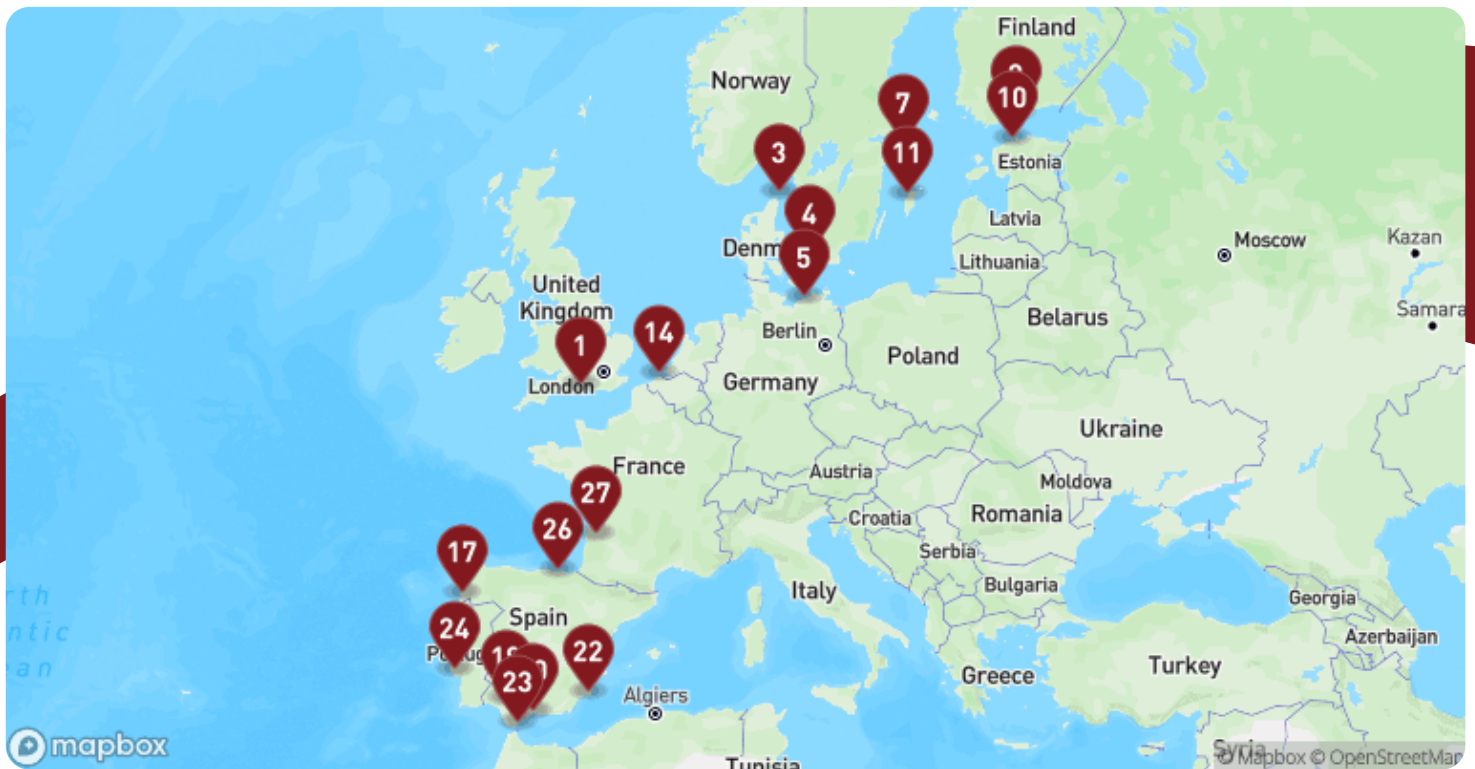 Finland
Norway
7
10
3
11
Estonia
4
Latvia
Moscow
Kazan
Denm
5
Lithuania
United
Kingdom
Samara
Belarus
14
Berlin
1
Poland
London
Germany
Ukraine
France
Austria
Moldova
27
Croatia
Romania
26
Serbia
17
Bulgaria
Italy
Georgia
Spain
24
Azerbaijan
22
Turkey
23
Greece
Algiers
mapbox
Syria
© Mapbox © OpenStreetMap
Tunisia